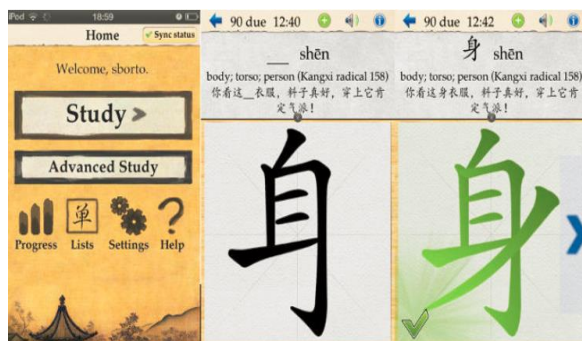 iPod 18:59
Home
Sync status
Welcome, sborto.
Study
Advanced Study
单
Progress Lists Settings Help
90 due 12:40
__ shēn
body; torso; person (Kangxi radical 158)
你看这__衣服，料子真好，穿上它肯
定气派！
90 due 12:42
身 shēn
body; torso; person (Kangxi radical 158)
你看这身衣服，料子真好，穿上它肯
定气派！
身